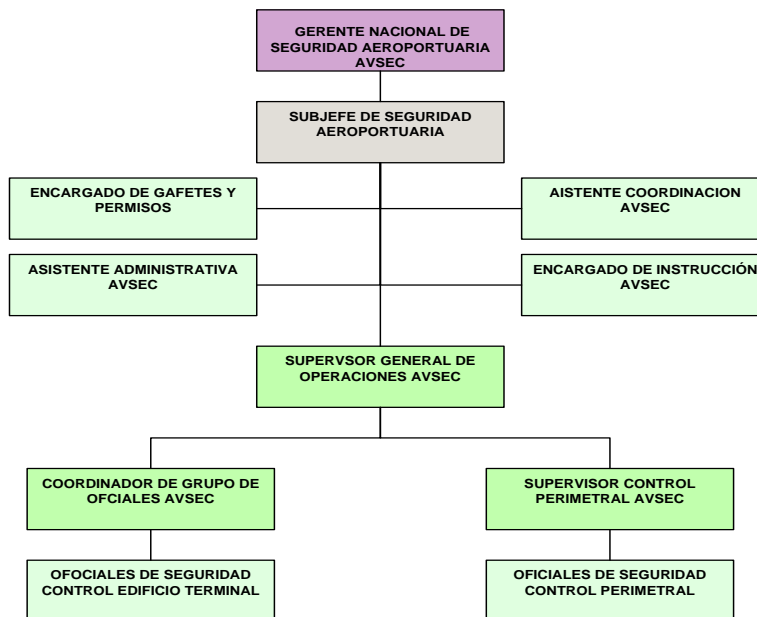 GERENTE NACIONAL DE
SEGURIDAD AEROPORTUARIA
AVSEC
SUBJEFE DE SEGURIDAD
AEROPORTUARIA
ENCARGADO DE GAFETES Y
PERMISOS
AISTENTE COORDINACION
AVSEC
ASISTENTE ADMINISTRATIVA
AVSEC
ENCARGADO DE INSTRUCCIÓN
AVSEC
SUPERVSOR GENERAL DE
OPERACIONES AVSEC
COORDINADOR DE GRUPO DE
OFCIALES AVSEC
SUPERVISOR CONTROL
PERIMETRAL AVSEC
OFOCIALES DE SEGURIDAD
CONTROL EDIFICIO TERMINAL
OFICIALES DE SEGURIDAD
CONTROL PERIMETRAL